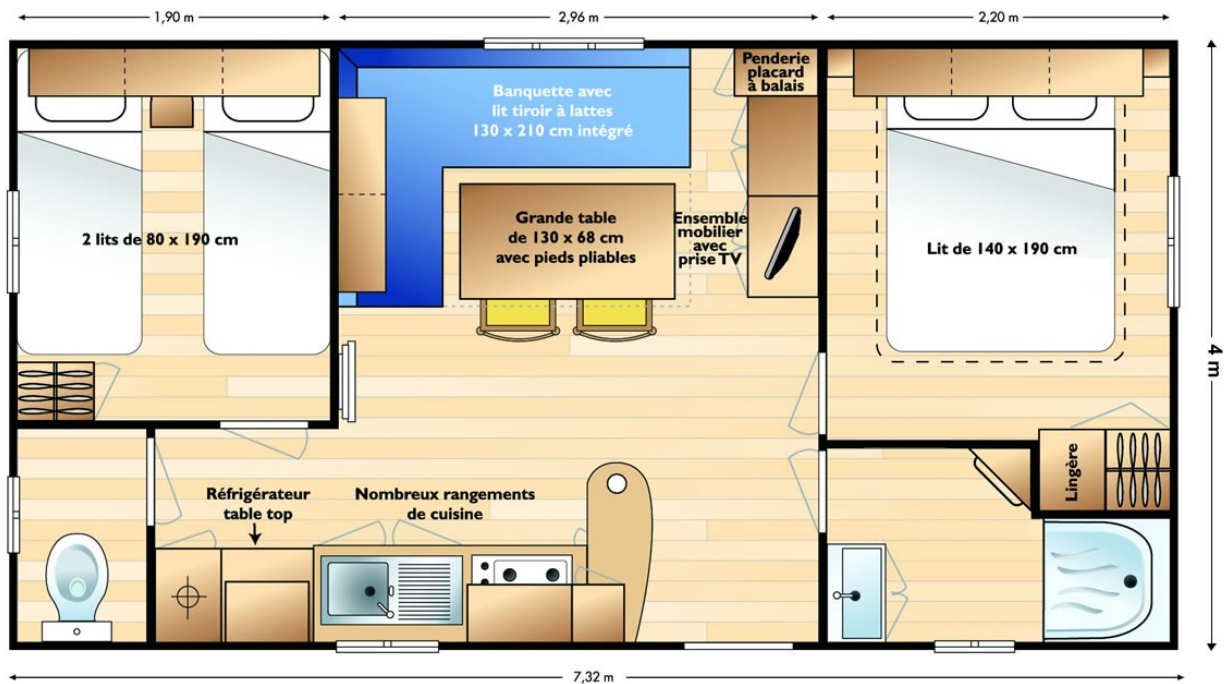 1,90 m
2,96 m
2,20 m
Penderie
placard
à balais
Banquette avec
lit tiroir à lattes
130 x 210 cm intégré
2 lits de 80 x 190 cm
Grande table
de 130 x 68 cm
avec pieds pliables
Ensemble
mobilier
avec
prise TV
Lit de 140 x 190 cm
4 m
Réfrigérateur
table top
Nombreux rangements
de cuisine
Lingère
7,32 m